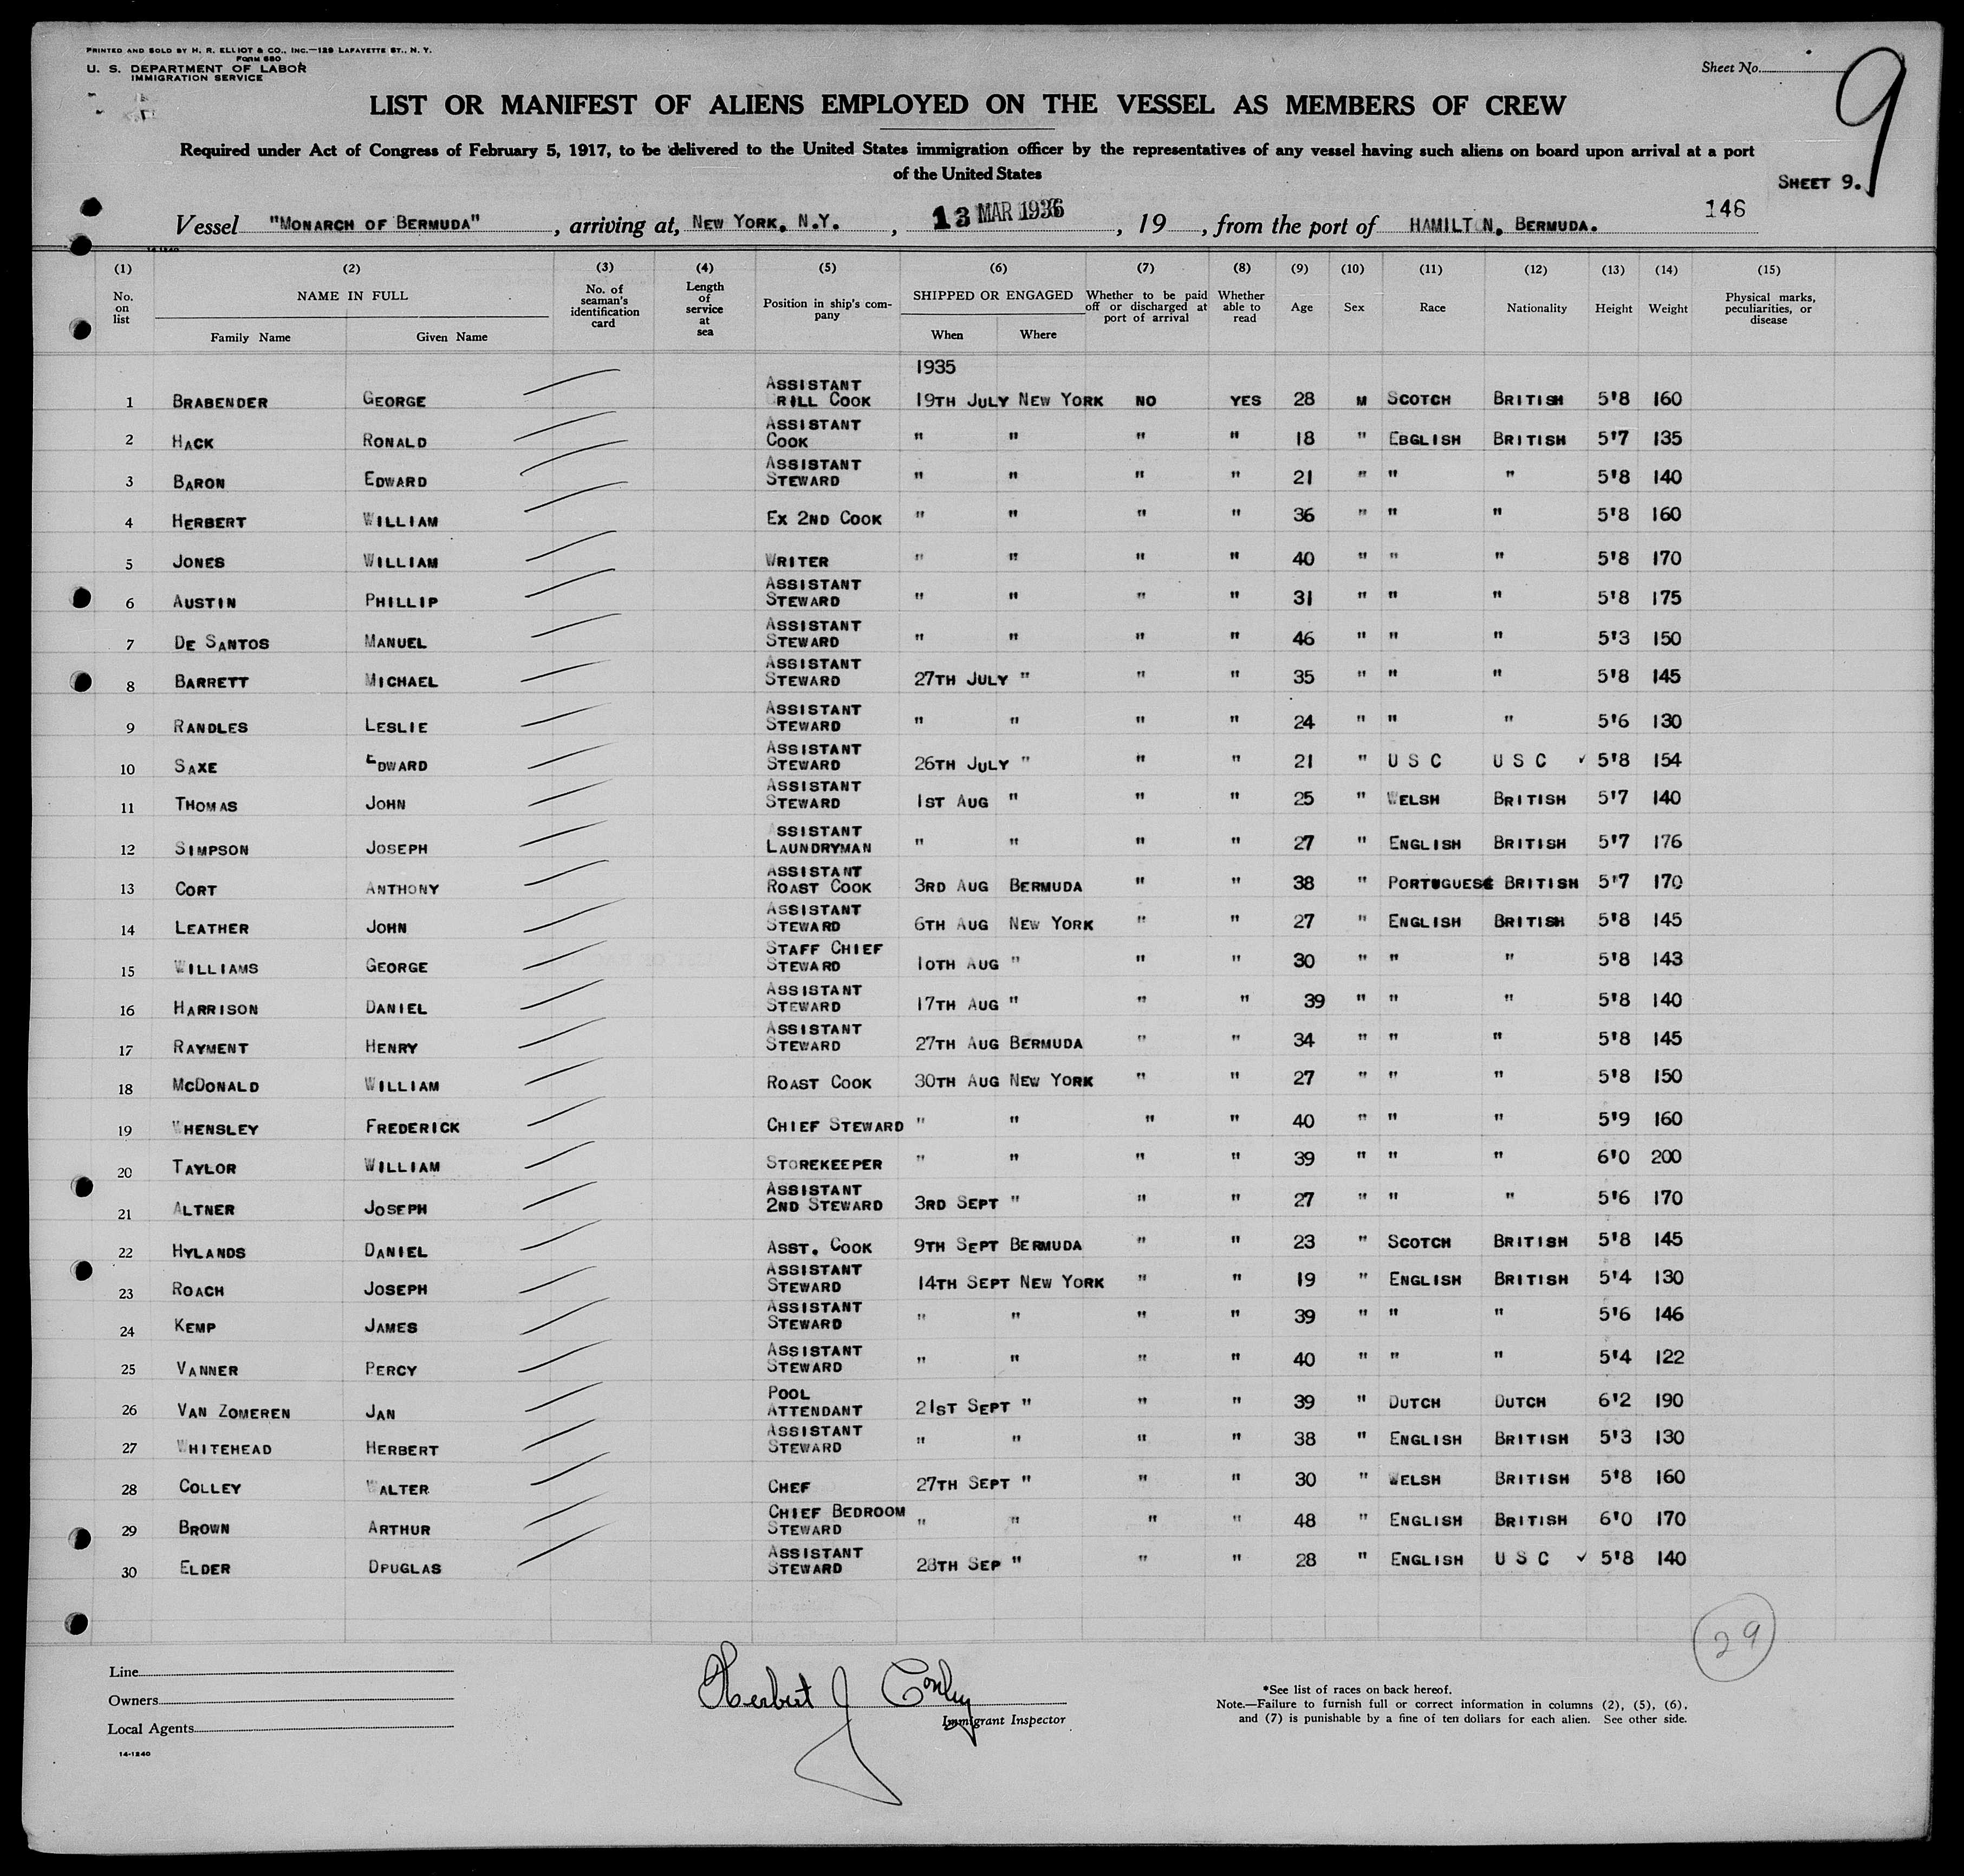 PRINTED AND SOLD BY H. R. ELLIOT & CO., INC.—129 LAFAYETTE ST., N. Y.
FORM 680
U. S. DEPARTMENT OF LABOR
IMMIGRATION SERVICE
Sheet No.
9
LIST OR MANIFEST OF ALIENS EMPLOYED ON THE VESSEL AS MEMBERS OF CREW
Required under Act of Congress of February 5, 1917, to be delivered to the United States immigration officer by the representatives of any vessel having such aliens on board upon arrival at a port
of the United States
SHEET 9.
146
Vessel "MONARCH OF BERMUDA", arriving at, NEW YORK, N.Y., 13 MAR 1936, 19, from the port of HAMILTON, BERMUDA.
14-1240
(1) (2) (3) (4) (5) (6) (7) (8) (9) (10) (11) (12) (13) (14) (15)
No. on list NAME IN FULL Family Name Given Name No. of seaman's identification card Length of service at sea Position in ship's company SHIPPED OR ENGAGED When Where Whether to be paid off or discharged at port of arrival Whether able to read Age Sex Race Nationality Height Weight Physical marks, peculiarities, or disease
1935
1 BRABENDER GEORGE ASSISTANT GRILL COOK 19TH JULY NEW YORK NO YES 28 M SCOTCH BRITISH 5'8 160
2 HACK RONALD ASSISTANT COOK " " " " 18 " EBGLISH BRITISH 5'7 135
3 BARON EDWARD ASSISTANT STEWARD " " " " 21 " " " 5'8 140
4 HERBERT WILLIAM EX 2ND COOK " " " " 36 " " " 5'8 160
5 JONES WILLIAM WRITER " " " " 40 " " " 5'8 170
6 AUSTIN PHILLIP ASSISTANT STEWARD " " " " 31 " " " 5'8 175
7 DE SANTOS MANUEL ASSISTANT STEWARD " " " " 46 " " " 5'3 150
8 BARRETT MICHAEL ASSISTANT STEWARD 27TH JULY " " " 35 " " " 5'8 145
9 RANDLES LESLIE ASSISTANT STEWARD " " " " 24 " " " 5'6 130
10 SAXE EDWARD ASSISTANT STEWARD 26TH JULY " " " 21 " U S C U S C ✓ 5'8 154
11 THOMAS JOHN ASSISTANT STEWARD 1ST AUG " " " 25 " WELSH BRITISH 5'7 140
12 SIMPSON JOSEPH ASSISTANT LAUNDRYMAN " " " " 27 " ENGLISH BRITISH 5'7 176
13 CORT ANTHONY ASSISTANT ROAST COOK 3RD AUG BERMUDA " " 38 " PORTUGUESE BRITISH 5'7 170
14 LEATHER JOHN ASSISTANT STEWARD 6TH AUG NEW YORK " " 27 " ENGLISH BRITISH 5'8 145
15 WILLIAMS GEORGE STAFF CHIEF STEWARD 10TH AUG " " " 30 " " " 5'8 143
16 HARRISON DANIEL ASSISTANT STEWARD 17TH AUG " " " 39 " " " 5'8 140
17 RAYMENT HENRY ASSISTANT STEWARD 27TH AUG BERMUDA " " 34 " " " 5'8 145
18 MCDONALD WILLIAM ROAST COOK 30TH AUG NEW YORK " " 27 " " " 5'8 150
19 WHENSLEY FREDERICK CHIEF STEWARD " " " " 40 " " " 5'9 160
20 TAYLOR WILLIAM STOREKEEPER " " " " 39 " " " 6'0 200
21 ALTNER JOSEPH ASSISTANT 2ND STEWARD 3RD SEPT " " " 27 " " " 5'6 170
22 HYLANDS DANIEL ASST. COOK 9TH SEPT BERMUDA " " 23 " SCOTCH BRITISH 5'8 145
23 ROACH JOSEPH ASSISTANT STEWARD 14TH SEPT NEW YORK " " 19 " ENGLISH BRITISH 5'4 130
24 KEMP JAMES ASSISTANT STEWARD " " " " 39 " " " 5'6 146
25 VANNER PERCY ASSISTANT STEWARD " " " " 40 " " " 5'4 122
26 VAN ZOMEREN JAN POOL ATTENDANT 21ST SEPT " " " 39 " DUTCH DUTCH 6'2 190
27 WHITEHEAD HERBERT ASSISTANT STEWARD " " " " 38 " ENGLISH BRITISH 5'3 130
28 COLLEY WALTER CHEF 27TH SEPT " " " 30 " WELSH BRITISH 5'8 160
29 BROWN ARTHUR CHIEF BEDROOM STEWARD " " " " 48 " ENGLISH BRITISH 6'0 170
30 ELDER DPUGLAS ASSISTANT STEWARD 28TH SEP " " " 28 " ENGLISH U S C ✓ 5'8 140
29
Line
Owners
Local Agents
14-1240
Herbert J Conley
Immigrant Inspector
*See list of races on back hereof.
Note.—Failure to furnish full or correct information in columns (2), (5), (6),
and (7) is punishable by a fine of ten dollars for each alien. See other side.